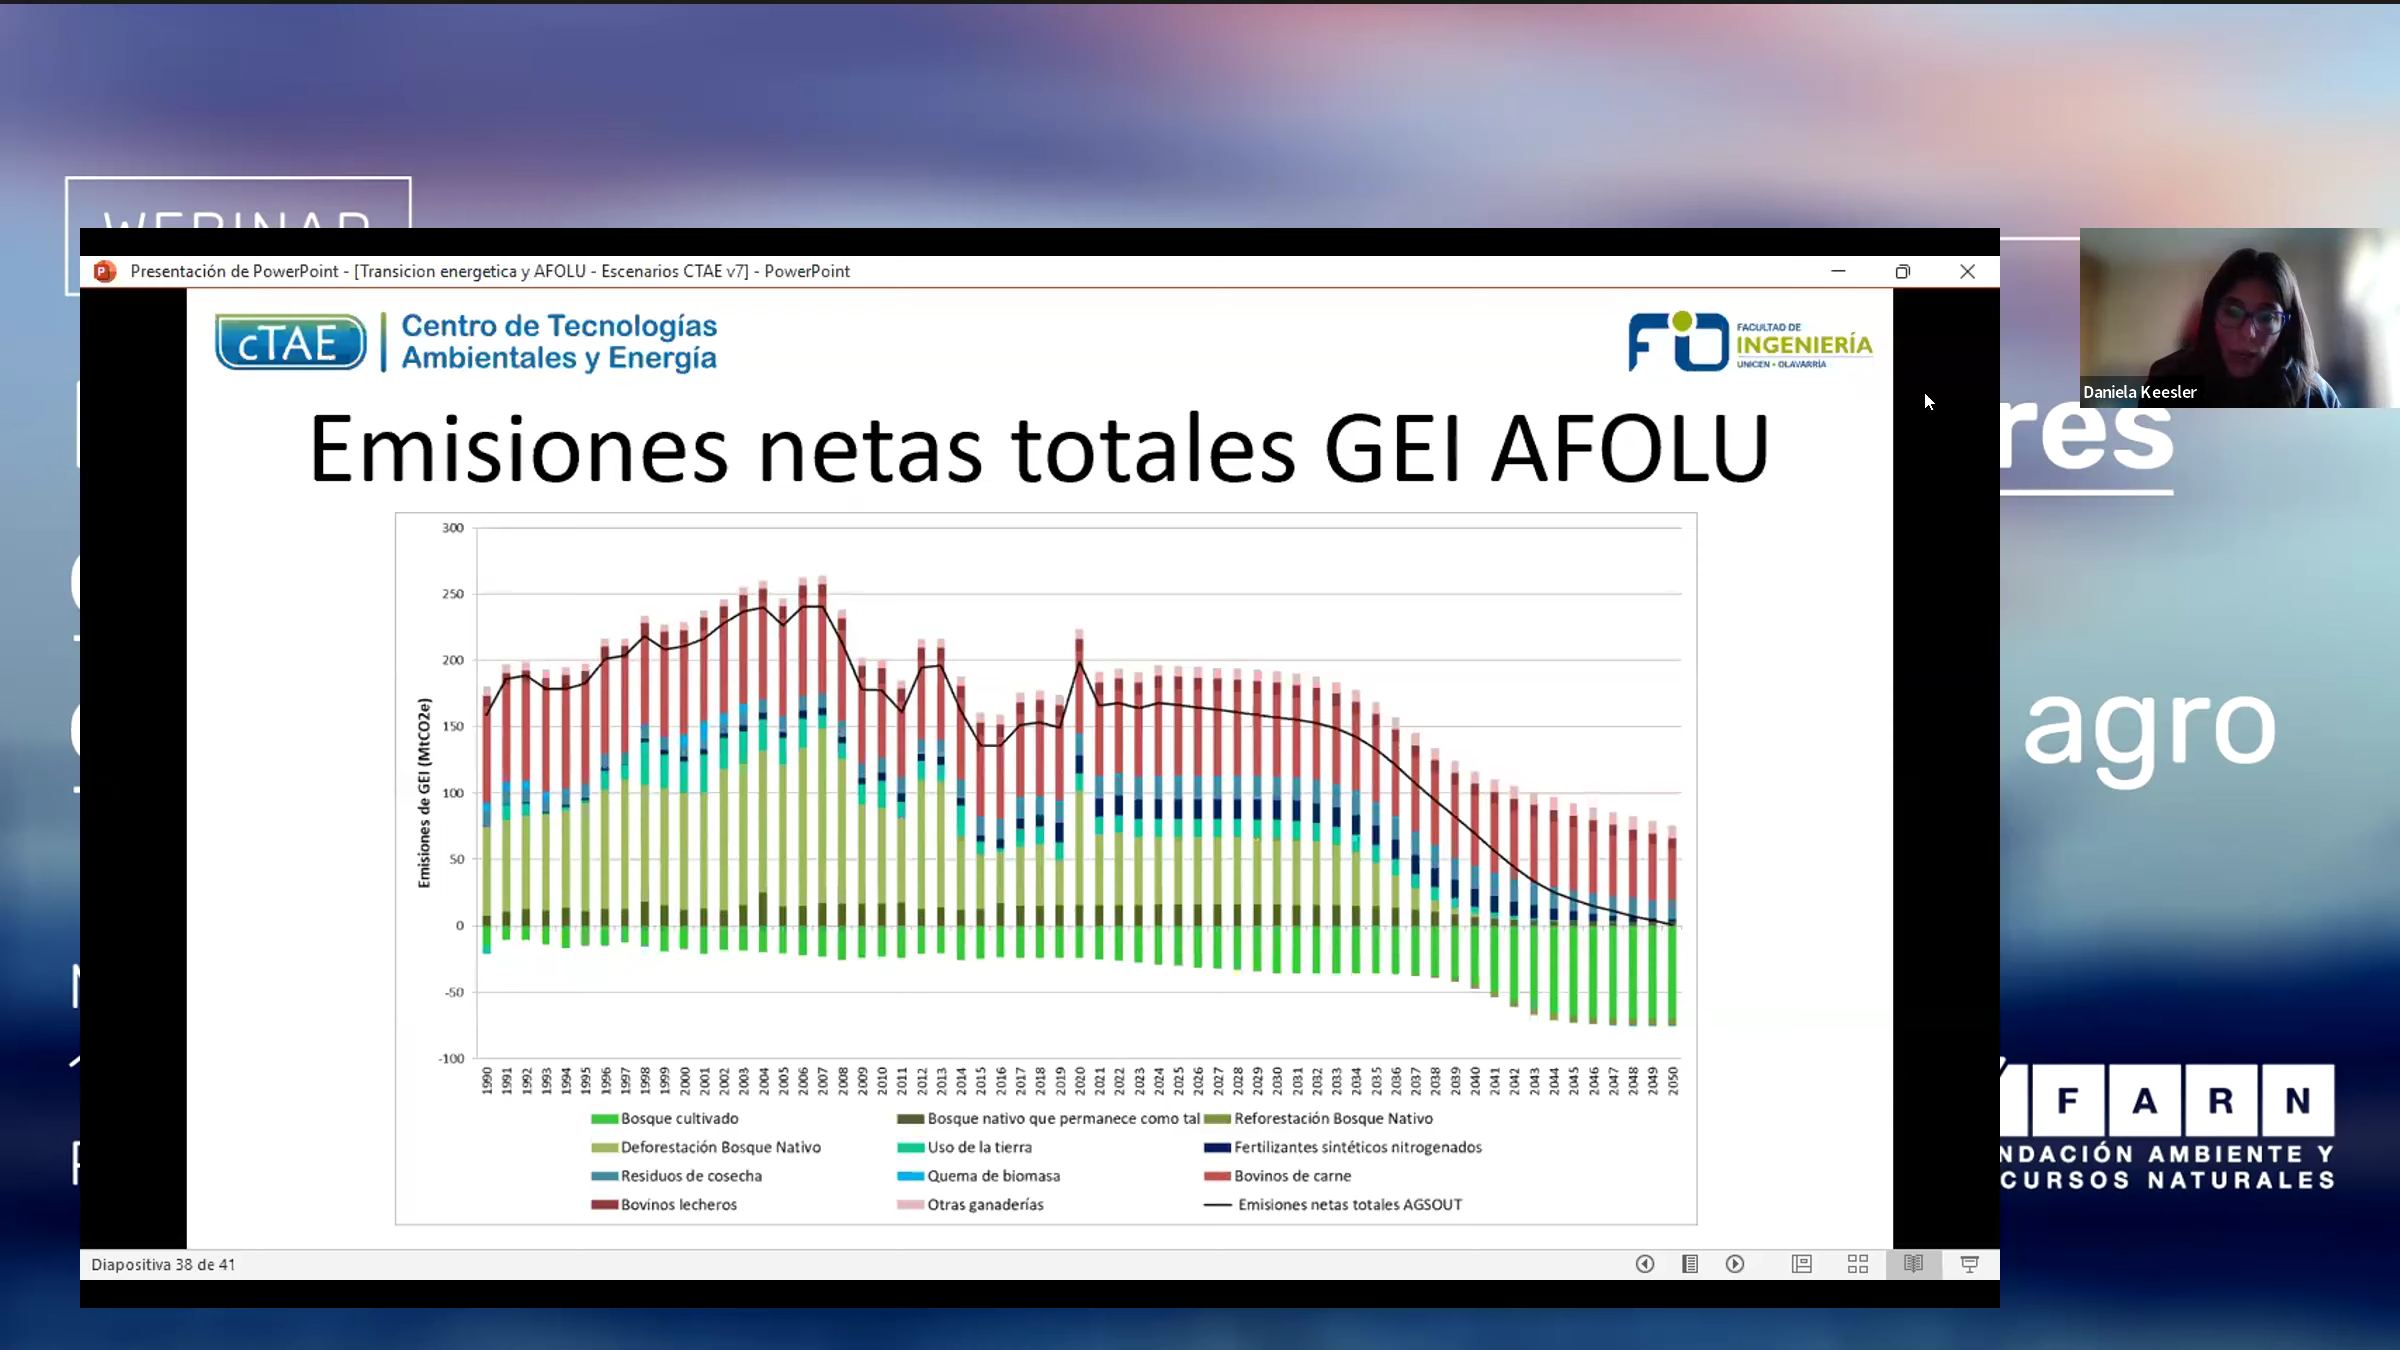 WEBINAR
Presentación de PowerPoint - [Transicion energetica y AFOLU - Escenarios CTAE v7] - PowerPoint
cTAE
Centro de Tecnologías
Ambientales y Energía
FIO
FACULTAD DE
INGENIERÍA
UNICEN • OLAVARRÍA
Daniela Keesler
res
agro
Emisiones netas totales GEI AFOLU
Emisiones de GEI (MtCO2e)
300
250
200
150
100
50
0
-50
-100
1990 1991 1992 1993 1994 1995 1996 1997 1998 1999 2000 2001 2002 2003 2004 2005 2006 2007 2008 2009 2010 2011 2012 2013 2014 2015 2016 2017 2018 2019 2020 2021 2022 2023 2024 2025 2026 2027 2028 2029 2030 2031 2032 2033 2034 2035 2036 2037 2038 2039 2040 2041 2042 2043 2044 2045 2046 2047 2048 2049 2050
Bosque cultivado Bosque nativo que permanece como tal Reforestación Bosque Nativo
Deforestación Bosque Nativo Uso de la tierra Fertilizantes sintéticos nitrogenados
Residuos de cosecha Quema de biomasa Bovinos de carne
Bovinos lecheros Otras ganaderías Emisiones netas totales AGSOUT
Diapositiva 38 de 41
F A R N
NDACIÓN AMBIENTE Y
CURSOS NATURALES